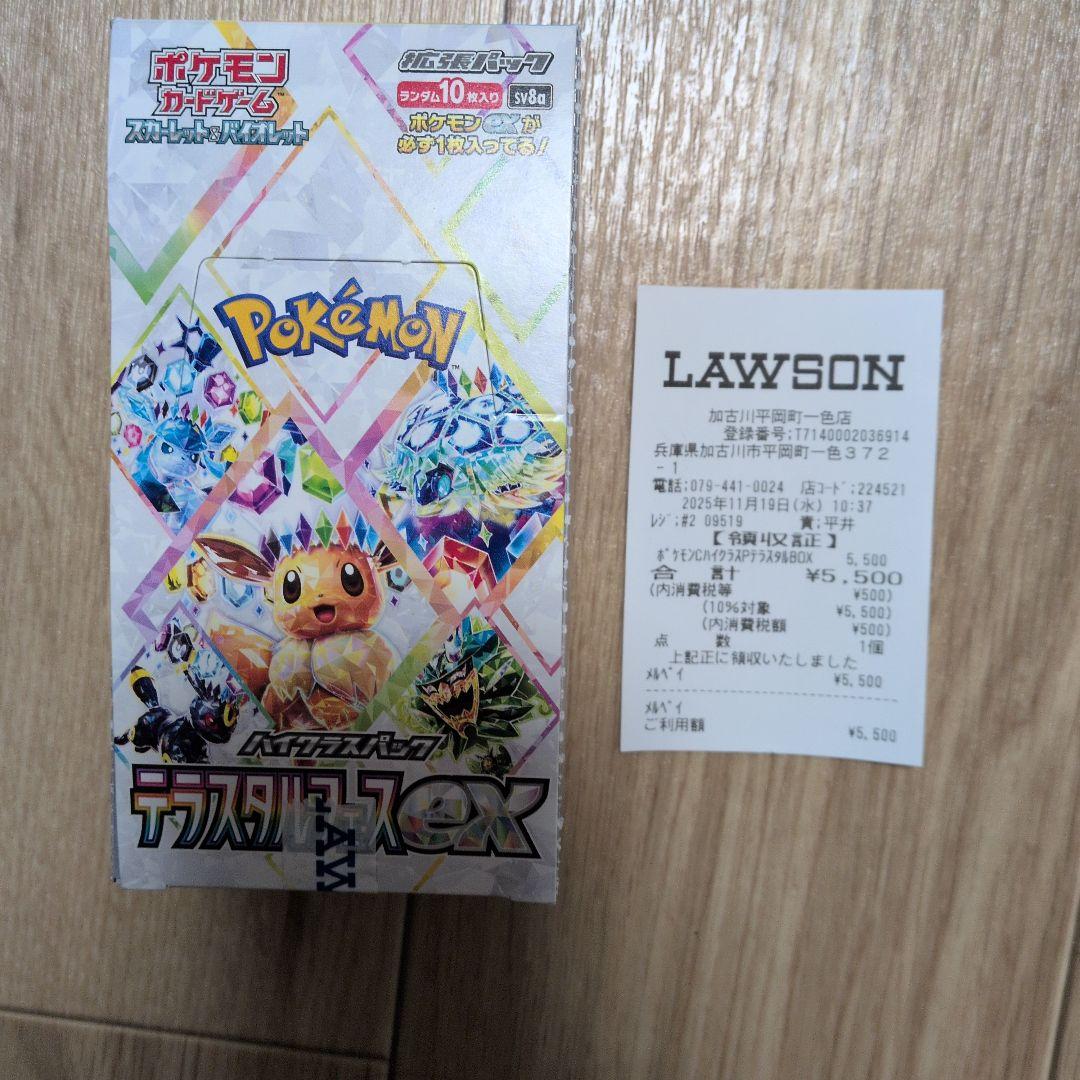 ポケモン
カードゲーム™
スカーレット&バイオレット
拡張パック
ランダム10枚入り SV8a
ポケモンexが
必ず1枚入ってる!
Pokémon™
ハイクラスパック
テラスタルフェスex
LAW
LAWSON
加古川平岡町一色店
登録番号;T7140002036914
兵庫県加古川市平岡町一色372
-1
電話;079-441-0024 店コード;224521
2025年11月19日(水) 10:37
レジ;#2 09519 責;平井
【領収証】
ポケモンCハイクラスPテラスタルBOX 5,500
合計 ¥5,500
(内消費税等 ¥500)
(10%対象 ¥5,500)
(内消費税額 ¥500)
点数 1個
上記正に領収いたしました
メルペイ ¥5,500
メルペイ
ご利用額 ¥5,500